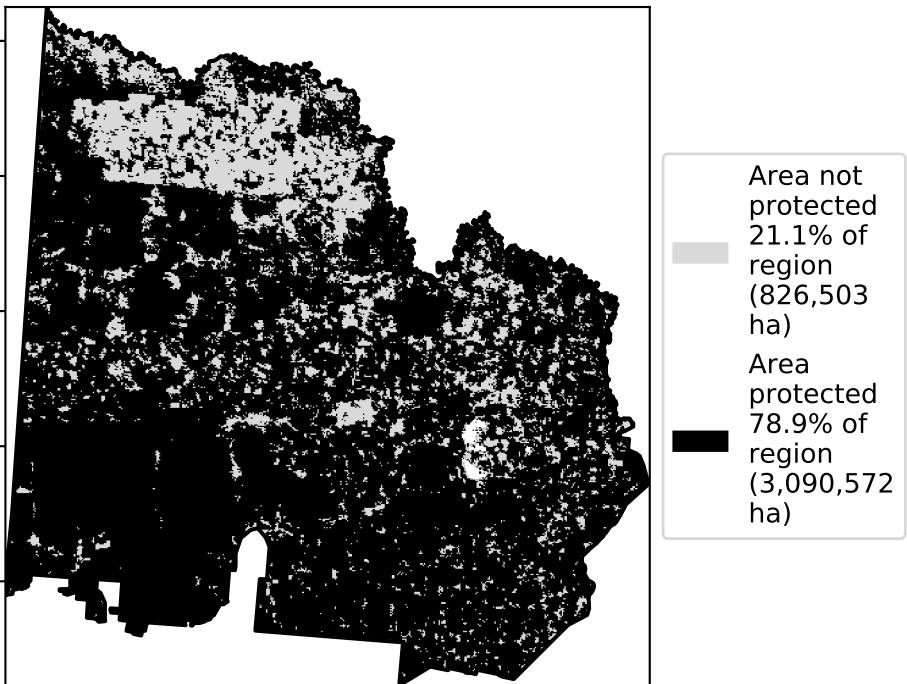 Area not
protected
21.1% of
region
(826,503
ha)
Area
protected
78.9% of
region
(3,090,572
ha)